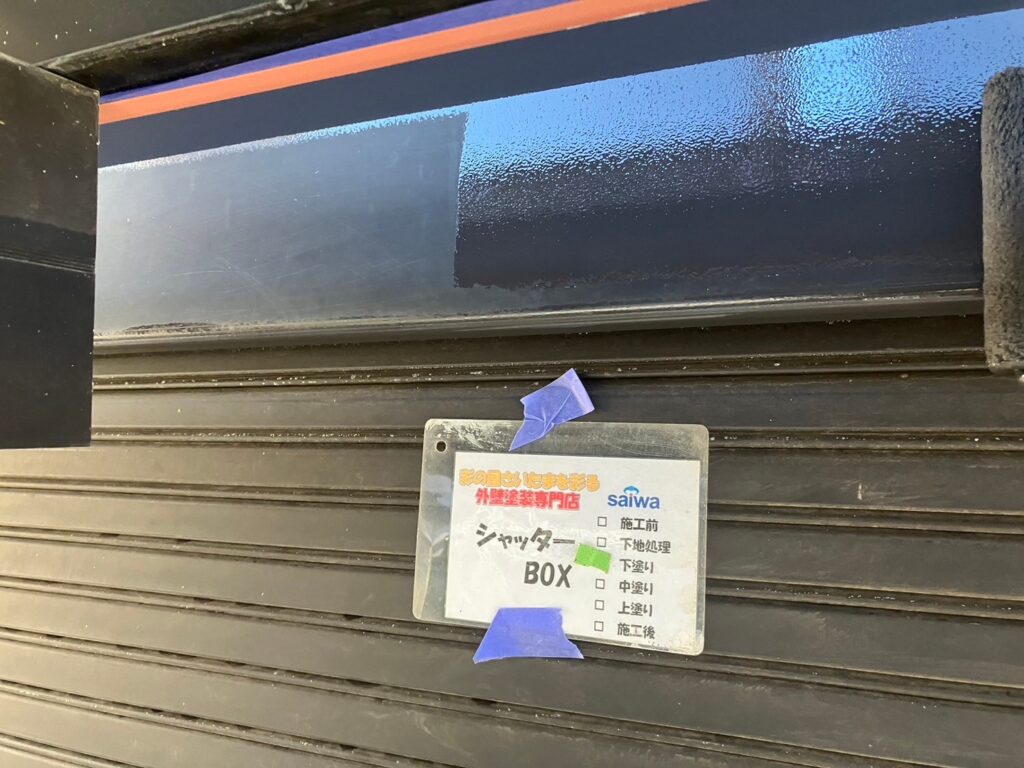 彩の国さいたまを彩る
外壁塗装専門店
saiwa
シャッター
BOX
□ 施工前
□ 下地処理
下塗り
□ 中塗り
□ 上塗り
□ 施工後